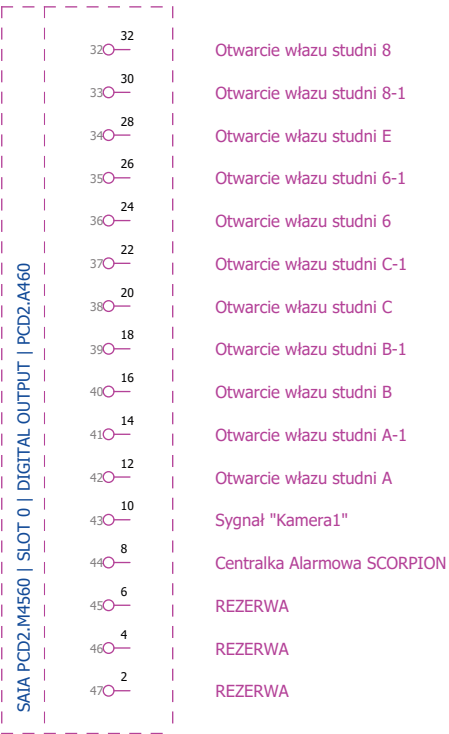 SAIA PCD2.M4560 | SLOT 0 | DIGITAL OUTPUT | PCD2.A460
32 32 Otwarcie włazu studni 8
33 30 Otwarcie włazu studni 8-1
34 28 Otwarcie włazu studni E
35 26 Otwarcie włazu studni 6-1
36 24 Otwarcie włazu studni 6
37 22 Otwarcie włazu studni C-1
38 20 Otwarcie włazu studni C
39 18 Otwarcie włazu studni B-1
40 16 Otwarcie włazu studni B
41 14 Otwarcie włazu studni A-1
42 12 Otwarcie włazu studni A
43 10 Sygnał "Kamera1"
44 8 Centralka Alarmowa SCORPION
45 6 REZERWA
46 4 REZERWA
47 2 REZERWA